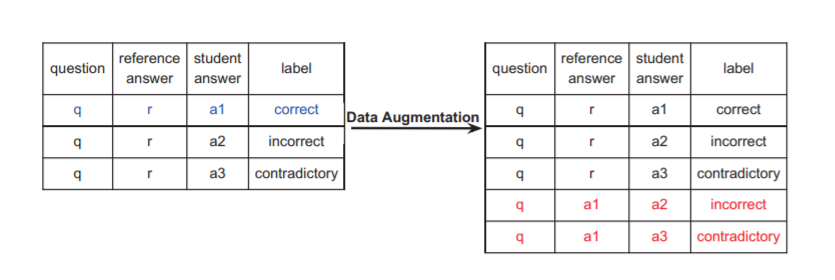 question reference answer student answer label
q r a1 correct
q r a2 incorrect
q r a3 contradictory
Data Augmentation
question reference answer student answer label
q r a1 correct
q r a2 incorrect
q r a3 contradictory
q a1 a2 incorrect
q a1 a3 contradictory